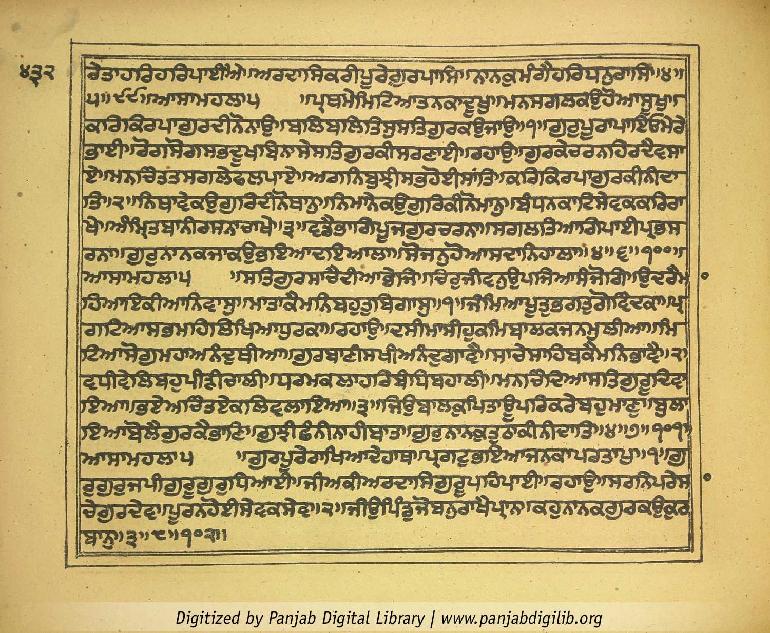 ੪੩੨
ਰੇਤਾਹਰਿਹਰਿਪਾਈਐ॥ਅਰਦਾਸਿਕਰੀਪੂਰੇਗੁਰਪਾਸਿ॥ਨਾਨਕੁਮੰਗੈਹਰਿਧਨੁਰਾਸਿ॥੪॥
੫॥੯੯॥ਆਸਾਮਹਲਾ੫ ॥ਪ੍ਰਥਮੇਮਿਟਿਆਤਨਕਾਦੂਖ॥ਮਨਸਗਲਕਉਹੋਆਸੂਖੁ॥
ਕਰਿਕਿਰਪਾਗੁਰਦੀਨੋਨਾਉ॥ਬਲਿਬਲਿਤਿਸੁਸਤਿਗੁਰਕਉਜਾਉ॥੧॥ਗੁਰੁਪੂਰਾਪਾਇਓਮੇਰੇ
ਭਾਈ॥ਰੋਗਸੋਗਸਭਦੂਖਬਿਨਾਸੇਸਤਿਗੁਰਕੀਸਰਣਾਈ॥ਰਹਾਉ॥ਗੁਰਕੇਚਰਨਹਿਰਦੈਵਸਾ
ਏ॥ਮਨਚਿੰਤਤਸਗਲੇਫਲਪਾਏ॥ਅਗਨਿਬੁਝੀਸਭਹੋਈਸਾਂਤਿ॥ਕਰਿਕਿਰਪਾਗੁਰਕੀਨੀਦਾ
ਤਿ॥੨॥ਨਿਥਾਵੇਕਉਗੁਰਿਦੀਨੋਥਾਨੁ॥ਨਿਮਾਨੇਕਉਗੁਰਿਕੀਨੋਮਾਨੁ॥ਬੰਧਨਕਾਟਿਸੇਵਕਕਰਿਰਾ
ਖੇ॥ਅੰਮ੍ਰਿਤਬਾਨੀਰਸਨਾਚਾਖੇ॥੩॥ਵਡੈਭਾਗਿਪੂਜਗੁਰਚਰਨਾ॥ਸਗਲਤਿਆਗਿਪਾਈਪ੍ਰਭਸ
ਰਨਾ॥ਗੁਰੁਨਾਨਕਜਾਕਉਭਇਆਦਇਆਲਾ॥ਸੋਜਨੁਹੋਆਸਦਾਨਿਹਾਲਾ॥੪॥੬॥੧੦੦॥
ਆਸਾਮਹਲਾ੫ ॥ਸਤਿਗੁਰਸਾਚੈਦੀਆਭੇਜਿ॥ਚਿਰੁਜੀਵਨੁਉਪਜਿਆਸੰਜੋਗਿ॥ਉਦਰੈਮਾ
ਹਿਆਇਕੀਆਨਿਵਾਸੁ॥ਮਾਤਾਕੈਮਨਿਬਹੁਤੁਬਿਗਾਸੁ॥੧॥ਜੰਮਿਆਪੂਤੁਭਗਤੁਗੋਵਿੰਦਕਾ॥ਪ੍ਰ
ਗਟਿਆਸਭਮਹਿਲਿਖਿਆਧੁਰਕਾ॥ਰਹਾਉ॥ਦਸੀਮਾਸੀਹੁਕਮਿਬਾਲਕਜਨਮੁਲੀਆ॥ਮਿ
ਟਿਆਸੋਗੁਮਹਾਅਨੰਦੁਥੀਆ॥ਗੁਰਬਾਣੀਸਖੀਅਨੰਦੁਗਾਵੈ॥ਸਾਚੇਸਾਹਿਬਕੈਮਨਿਭਾਵੈ॥੨॥
ਵਧੀਵੇਲਿਬਹੁਪੀੜੀਚਾਲੀ॥ਧਰਮਕਲਾਹਰਿਬੰਧਿਬਹਾਲੀ॥ਮਨਚਿੰਦਿਆਸਤਿਗੁਰੂਦਿਵਾ
ਇਆ॥ਭਏਅਚਿੰਤਏਕਲਿਵਲਾਇਆ॥੩॥ਜਿਉਬਾਲਕੁਪਿਤਾਊਪਰਿਕਰੇਬਹੁਮਾਣੁ॥ਬੁਲਾ
ਇਆਬੋਲੈਗੁਰਕੈਭਾਣਿ॥ਗੁਝੀਛੰਨੀਨਾਹੀਬਾਤ॥ਗੁਰੁਨਾਨਕੁਤੁਠਾਕੀਨੀਦਾਤਿ॥੪॥੭॥੧੦੧॥
ਆਸਾਮਹਲਾ੫ ॥ਗੁਰਪੂਰੇਰਾਖਿਆਦੇਹਾਥ॥ਪ੍ਰਗਟੁਭਇਆਜਨਕਾਪਰਤਾਪੁ॥੧॥ਗੁ
ਰੁਗੁਰੁਜਪੀਗੁਰੂਗੁਰੁਧਿਆਈ॥ਜੀਅਕੀਅਰਦਾਸਿਗੁਰੂਪਹਿਪਾਈ॥ਰਹਾਉ॥ਸਰਨਿਪਰੇਸਾ
ਚੇਗੁਰਦੇਵ॥ਪੂਰਨਹੋਈਸੇਵਕਸੇਵ॥੨॥ਜੀਉਪਿੰਡੁਜੋਬਨੁਰਾਖੈਪ੍ਰਾਨ॥ਕਹੁਨਾਨਕਗੁਰਕਉਕੁਰ
ਬਾਨੁ॥੩॥੮॥੧੦੨॥
Digitized by Panjab Digital Library | www.panjabdigilib.org